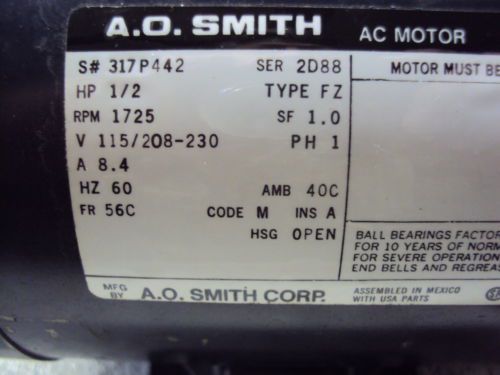 A.O. SMITH AC MOTOR
S# 317P442 SER 2D88 MOTOR MUST BE
HP 1/2 TYPE FZ
RPM 1725 SF 1.0
V 115/208-230 PH 1
A 8.4
HZ 60 AMB 40C
FR 56C CODE M INS A
HSG OPEN
BALL BEARINGS FACTOR
FOR 10 YEARS OF NORM
FOR SEVERE OPERATION
END BELLS AND REGREAS
MFG BY A.O. SMITH CORP. ASSEMBLED IN MEXICO
WITH USA PARTS